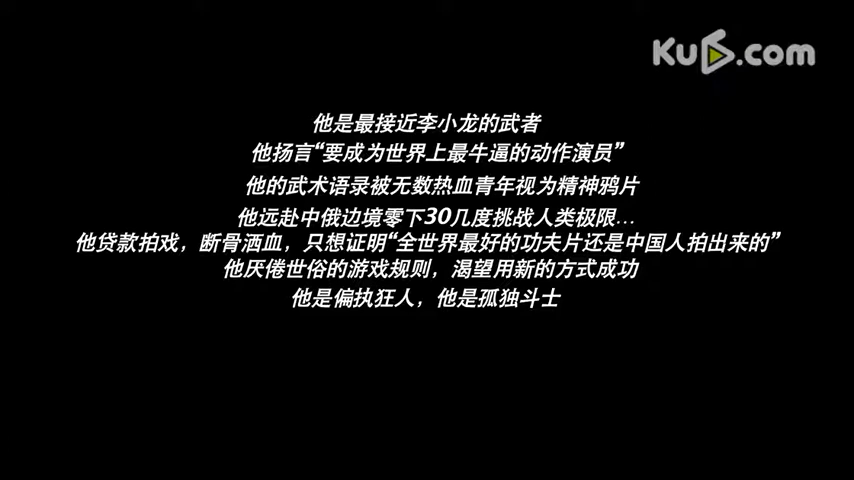 Ku6.com
他是最接近李小龙的武者
他扬言“要成为世界上最牛逼的动作演员”
他的武术语录被无数热血青年视为精神鸦片
他远赴中俄边境零下30几度挑战人类极限...
他贷款拍戏，断骨洒血，只想证明“全世界最好的功夫片还是中国人拍出来的”
他厌倦世俗的游戏规则，渴望用新的方式成功
他是偏执狂人，他是孤独斗士